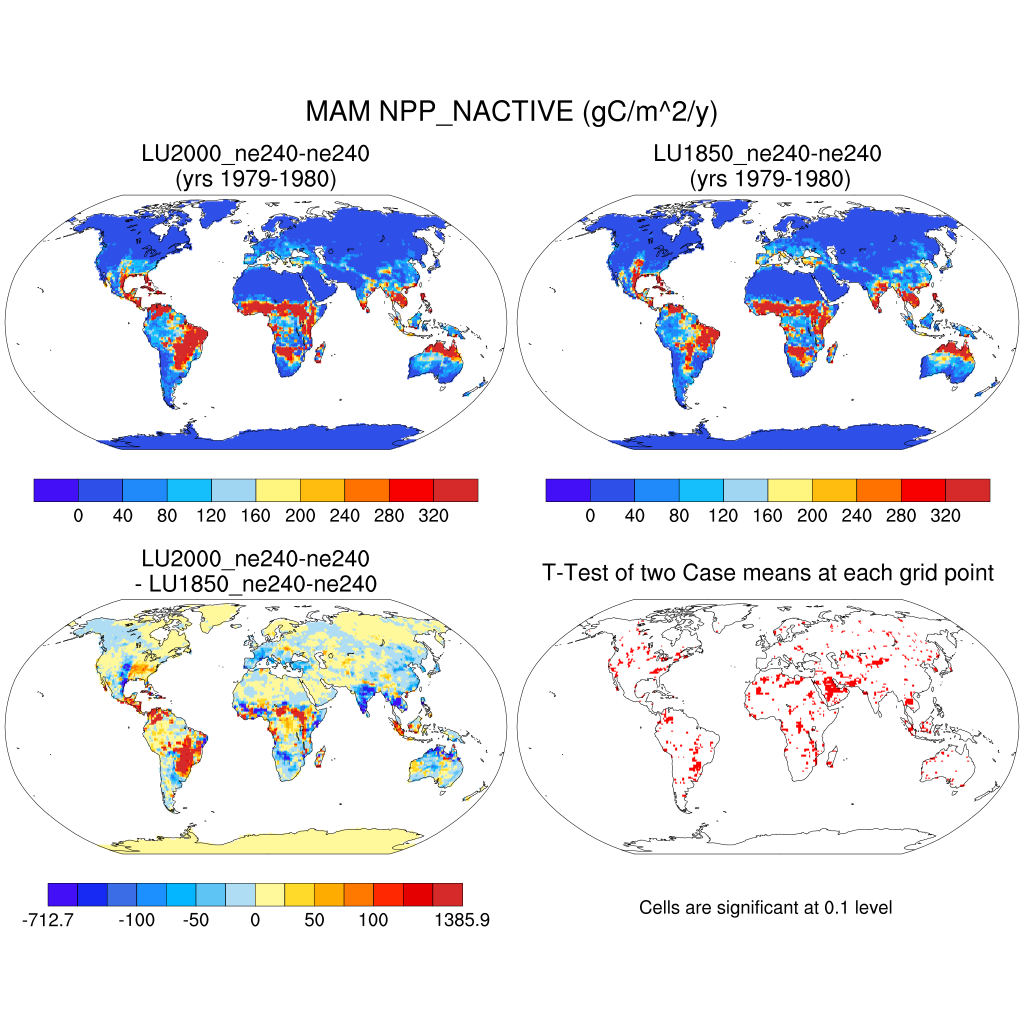 MAM NPP_NACTIVE (gC/m^2/y)
LU2000_ne240-ne240
(yrs 1979-1980)
LU1850_ne240-ne240
(yrs 1979-1980)
0 40 80 120 160 200 240 280 320
0 40 80 120 160 200 240 280 320
LU2000_ne240-ne240
- LU1850_ne240-ne240
T-Test of two Case means at each grid point
-712.7 -100 -50 0 50 100 1385.9
Cells are significant at 0.1 level